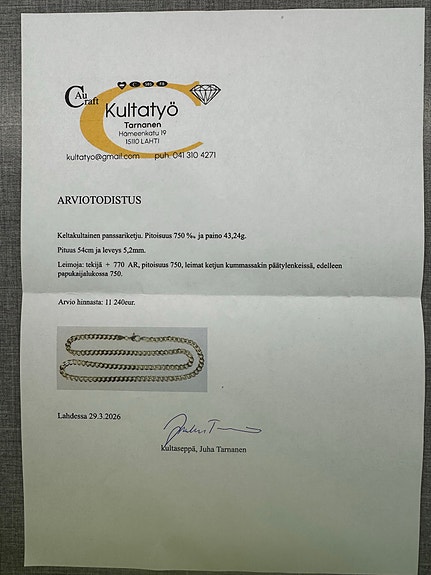 Au
Craft
Kultatyö
Tarnanen
Hämeenkatu 19
15110 LAHTI
kultatyo@gmail.com puh. 041 310 4271
ARVIOTODISTUS
Keltakultainen panssariketju. Pitoisuus 750 ‰ ja paino 43,24g.
Pituus 54cm ja leveys 5,2mm.
Leimoja: tekijä + 770 AR, pitoisuus 750, leimat ketjun kummassakin päätylenkeissä, edelleen
papukaijalukossa 750.
Arvio hinnasta: 11 240eur.
Lahdessa 29.3.2026
kultaseppä, Juha Tarnanen